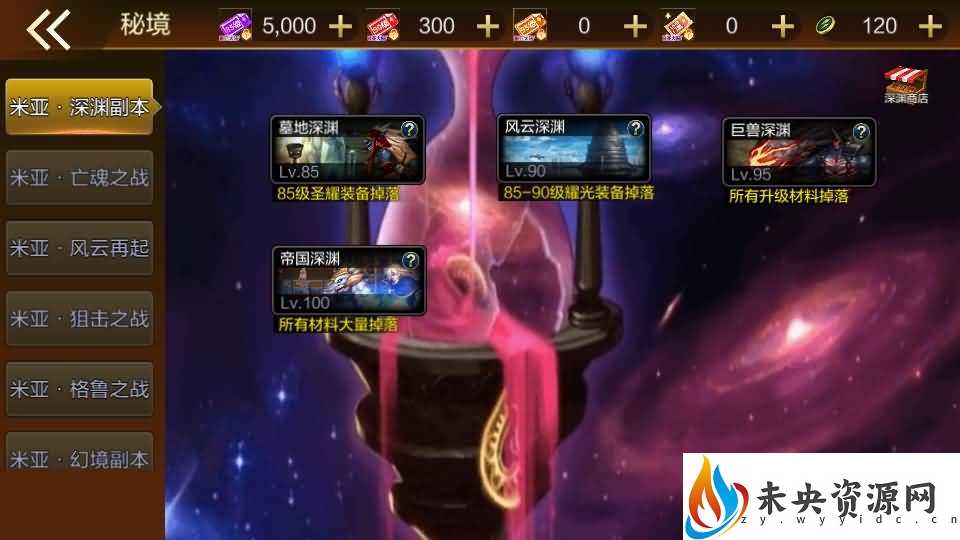 秘境
5,000
300
0
0
120
深渊商店
米亚·深渊副本
米亚·亡魂之战
米亚·风云再起
米亚·狙击之战
米亚·格鲁之战
米亚·幻境副本
墓地深渊
?
Lv.85
85级圣耀装备掉落
风云深渊
?
Lv.90
85-90级耀光装备掉落
巨兽深渊
?
Lv.95
所有升级材料掉落
帝国深渊
?
Lv.100
所有材料大量掉落
未央资源网
zy.wyyidc.cn